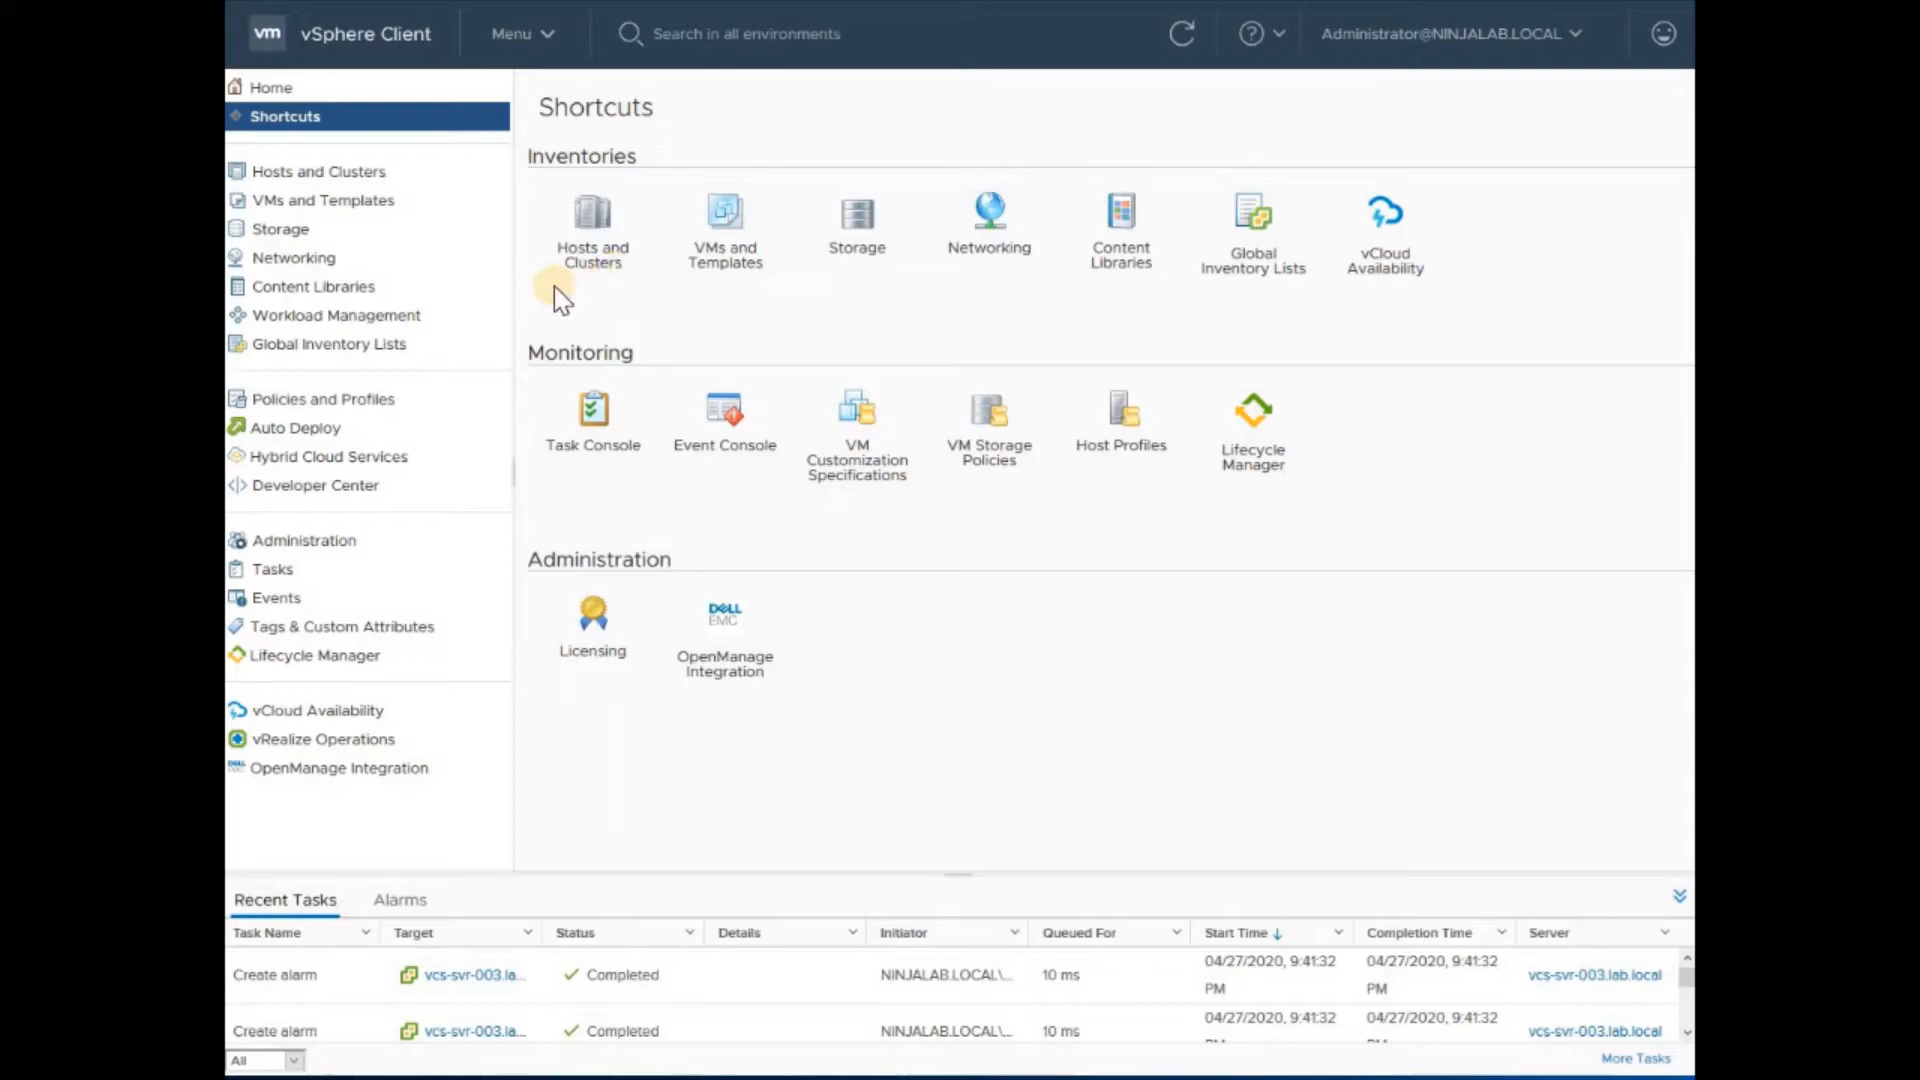 vm vSphere Client Menu Search in all environments Administrator@NINJALAB.LOCAL
Home
Shortcuts
Hosts and Clusters
VMs and Templates
Storage
Networking
Content Libraries
Workload Management
Global Inventory Lists
Policies and Profiles
Auto Deploy
Hybrid Cloud Services
Developer Center
Administration
Tasks
Events
Tags & Custom Attributes
Lifecycle Manager
vCloud Availability
vRealize Operations
DELL EMC OpenManage Integration
Shortcuts
Inventories
Hosts and
Clusters
VMs and
Templates
Storage
Networking
Content
Libraries
Global
Inventory Lists
vCloud
Availability
Monitoring
Task Console
Event Console
VM
Customization
Specifications
VM Storage
Policies
Host Profiles
Lifecycle
Manager
Administration
Licensing
DELL
EMC
OpenManage
Integration
Recent Tasks Alarms
Task Name Target Status Details Initiator Queued For Start Time Completion Time Server
Create alarm vcs-svr-003.la... Completed NINJALAB.LOCAL\... 10 ms 04/27/2020, 9:41:32 PM 04/27/2020, 9:41:32 PM vcs-svr-003.lab.local
Create alarm vcs-svr-003.la... Completed NINJALAB.LOCAL\... 10 ms 04/27/2020, 9:41:32 04/27/2020, 9:41:32 vcs-svr-003.lab.local
All More Tasks